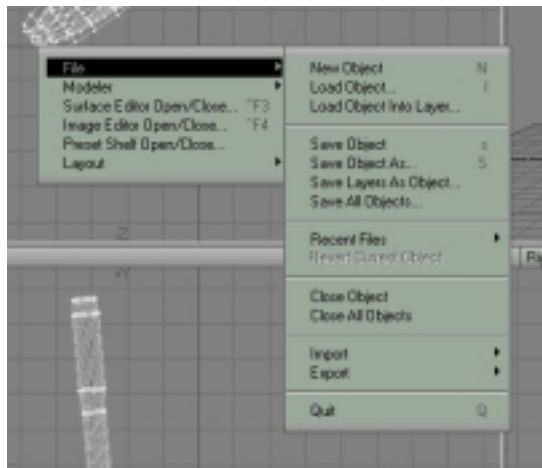 File
Modeler
Surface Editor Open/Close... ^F3
Image Editor Open/Close... ^F4
Preset Shelf Open/Close...
Layout
New Object N
Load Object... l
Load Object Into Layer...
Save Object s
Save Object As... S
Save Layers As Object...
Save All Objects...
Recent Files
Revert Current Object
Close Object
Close All Objects
Import
Export
Quit Q
Z
+Y